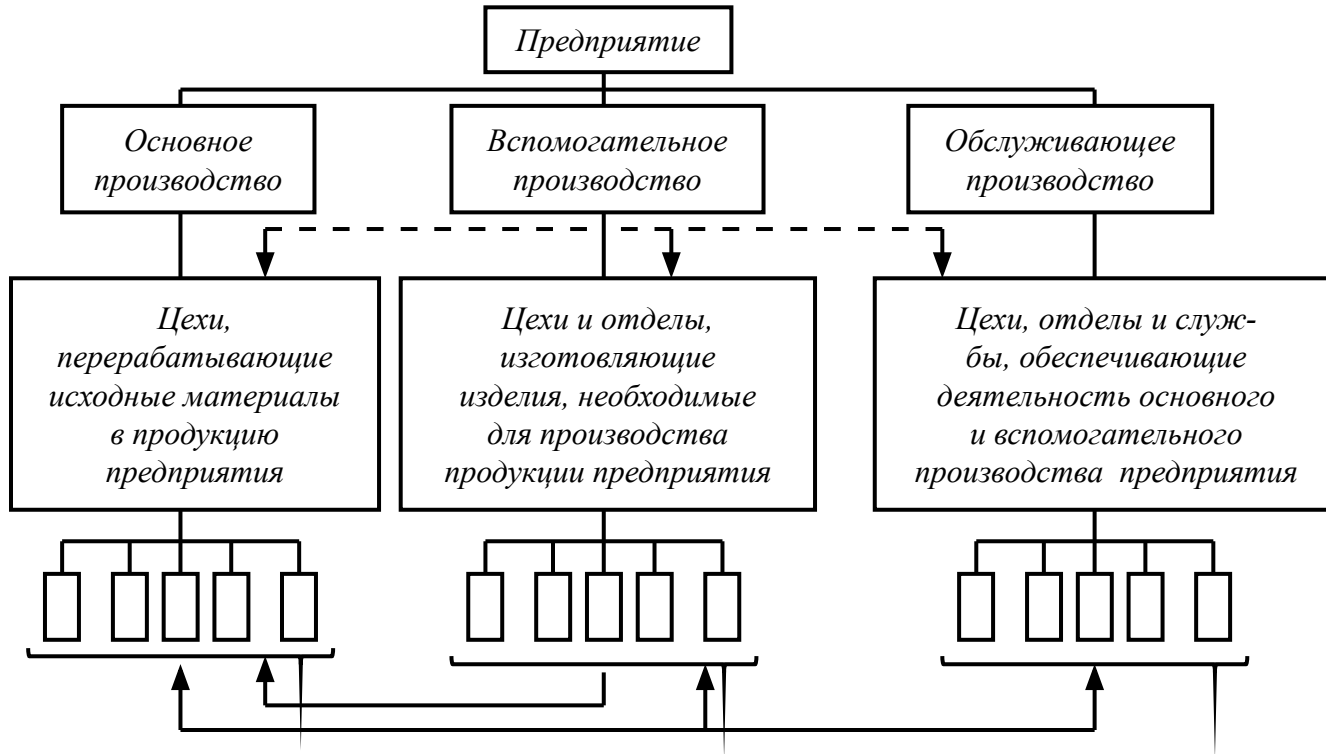 Предприятие
Основное
производство
Вспомогательное
производство
Обслуживающее
производство
Цехи,
перерабатывающие
исходные материалы
в продукцию
предприятия
Цехи и отделы,
изготовляющие
изделия, необходимые
для производства
продукции предприятия
Цехи, отделы и служ-
бы, обеспечивающие
деятельность основного
и вспомогательного
производства предприятия